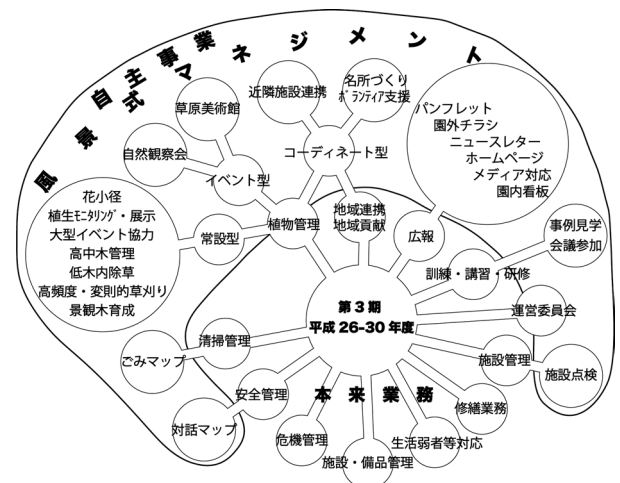 自主事業マネジメント
風景式
近隣施設連携
名所づくり
ボランティア支援
草原美術館
コーディネート型
自然観察会
イベント型
パンフレット
園外チラシ
ニュースレター
ホームページ
メディア対応
園内看板
花小径
植生モニタリング・展示
大型イベント協力
高中木管理
低木内除草
高頻度・変則的草刈り
景観木育成
常設型
植物管理
地域連携
地域貢献
広報
事例見学
会議参加
訓練・講習・研修
第３期
平成 26-30 年度
運営委員会
清掃管理
ごみマップ
施設管理
施設点検
安全管理
本来業務
修繕業務
対話マップ
危機管理
生活弱者等対応
施設・備品管理